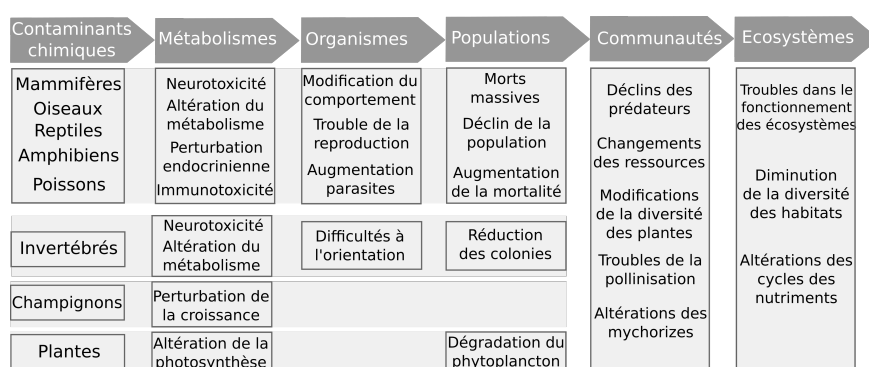 Contaminants
chimiques
Métabolismes
Organismes
Populations
Communautés
Ecosystèmes
Mammifères
Oiseaux
Reptiles
Amphibiens
Poissons
Neurotoxicité
Altération du
métabolisme
Perturbation
endocrinienne
Immunotoxicité
Modification du
comportement
Trouble de la
reproduction
Augmentation
parasites
Morts
massives
Déclin de la
population
Augmentation
de la mortalité
Invertébrés
Neurotoxicité
Altération du
métabolisme
Difficultés à
l'orientation
Réduction
des colonies
Champignons
Perturbation de
la croissance
Plantes
Altération de la
photosynthèse
Dégradation du
phytoplancton
Déclins des
prédateurs
Changements
des ressources
Modifications
de la diversité
des plantes
Troubles de la
pollinisation
Altérations des
mychorizes
Troubles dans le
fonctionnement
des écosystèmes
Diminution
de la diversité
des habitats
Altérations des
cycles des
nutriments